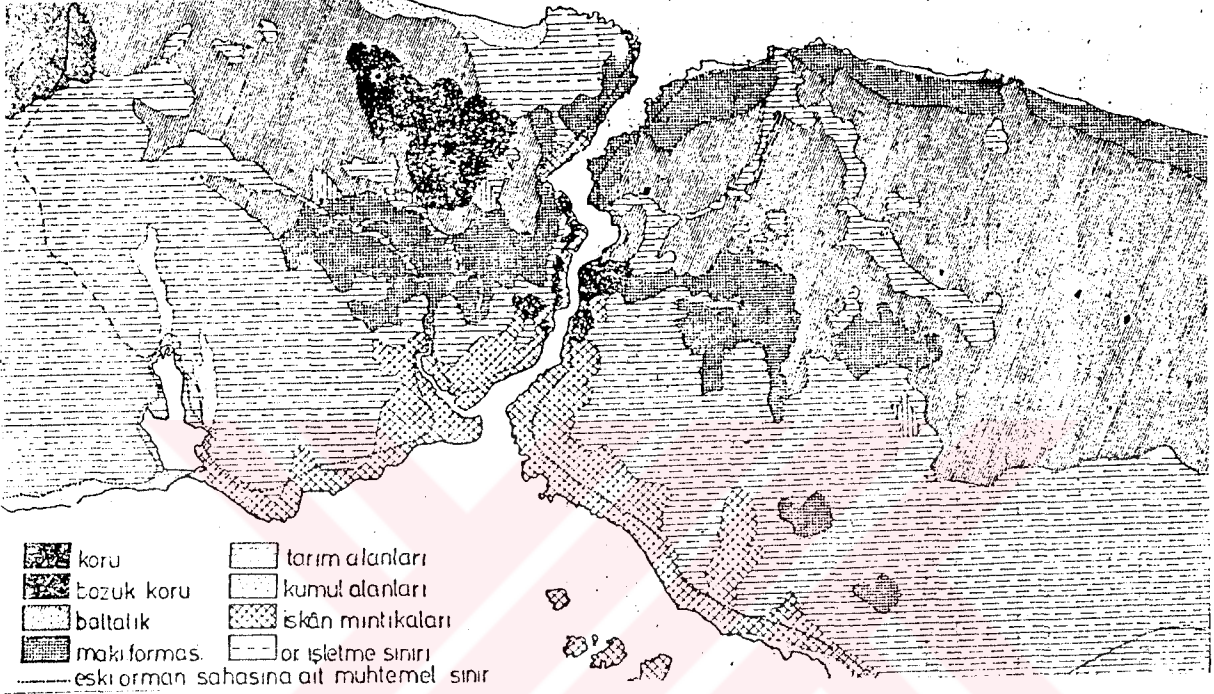 koru
bozuk koru
baltalık
maki formas.
tarım alanları
kumul alanları
iskân mıntıkaları
or işletme sınırı
eski orman sahasına ait muhtemel sınır